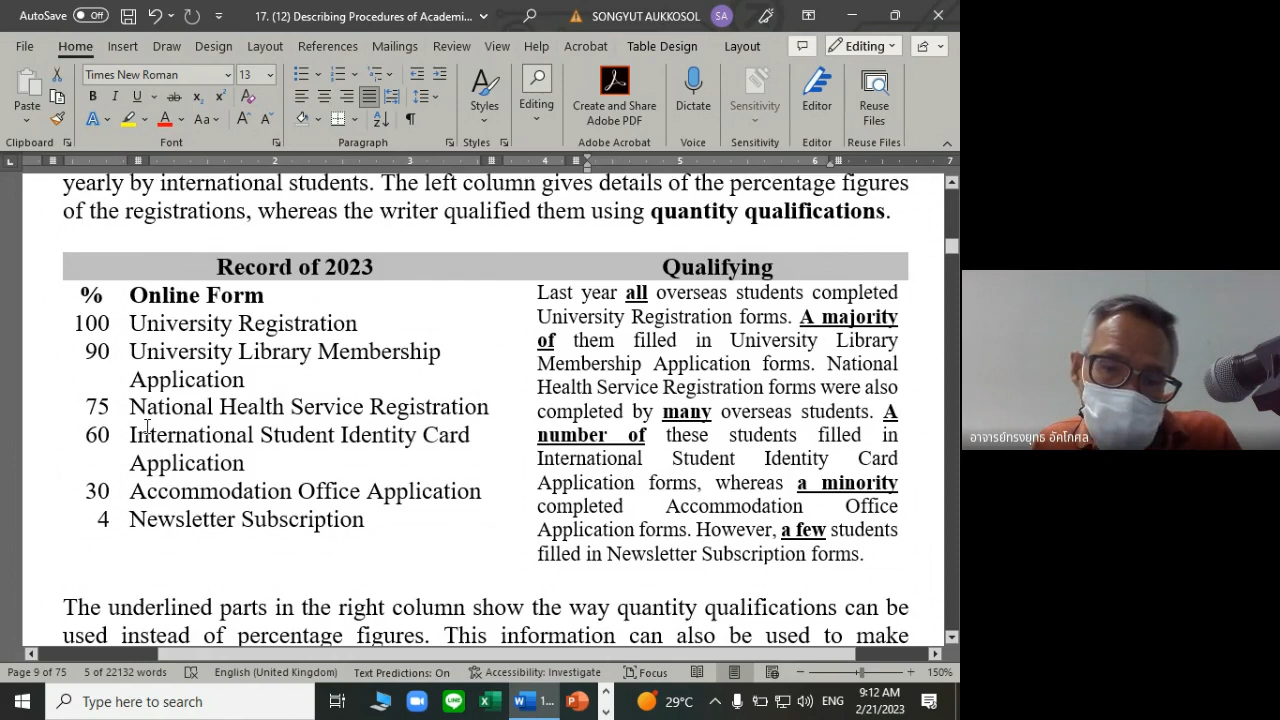 AutoSave Off 17. (12) Describing Procedures of Academi... SONGYUT AUKKOSOL SA
File Home Insert Draw Design Layout References Mailings Review View Help Acrobat Table Design Layout Editing
Times New Roman 13
Paste B I U ab x₂ x² A Aa Styles Editing Create and Share Adobe PDF Dictate Sensitivity Editor Reuse Files
Clipboard Font Paragraph Styles Adobe Acrobat Voice Sensitivity Editor Reuse Files
L 2 3 4 5 6 7
yearly by international students. The left column gives details of the percentage figures
of the registrations, whereas the writer qualified them using quantity qualifications.
Record of 2023
% Online Form
100 University Registration
90 University Library Membership
Application
75 National Health Service Registration
60 International Student Identity Card
Application
30 Accommodation Office Application
4 Newsletter Subscription
Qualifying
Last year all overseas students completed
University Registration forms. A majority
of them filled in University Library
Membership Application forms. National
Health Service Registration forms were also
completed by many overseas students. A
number of these students filled in
International Student Identity Card
Application forms, whereas a minority
completed Accommodation Office
Application forms. However, a few students
filled in Newsletter Subscription forms.
The underlined parts in the right column show the way quantity qualifications can be
used instead of percentage figures. This information can also be used to make
อาจารย์ทรงยุทธ อัคโกศล
Page 9 of 75 5 of 22132 words English (United Kingdom) Text Predictions: On Accessibility: Investigate Focus 150%
Type here to search 1... 29°C ENG 9:12 AM
2/21/2023